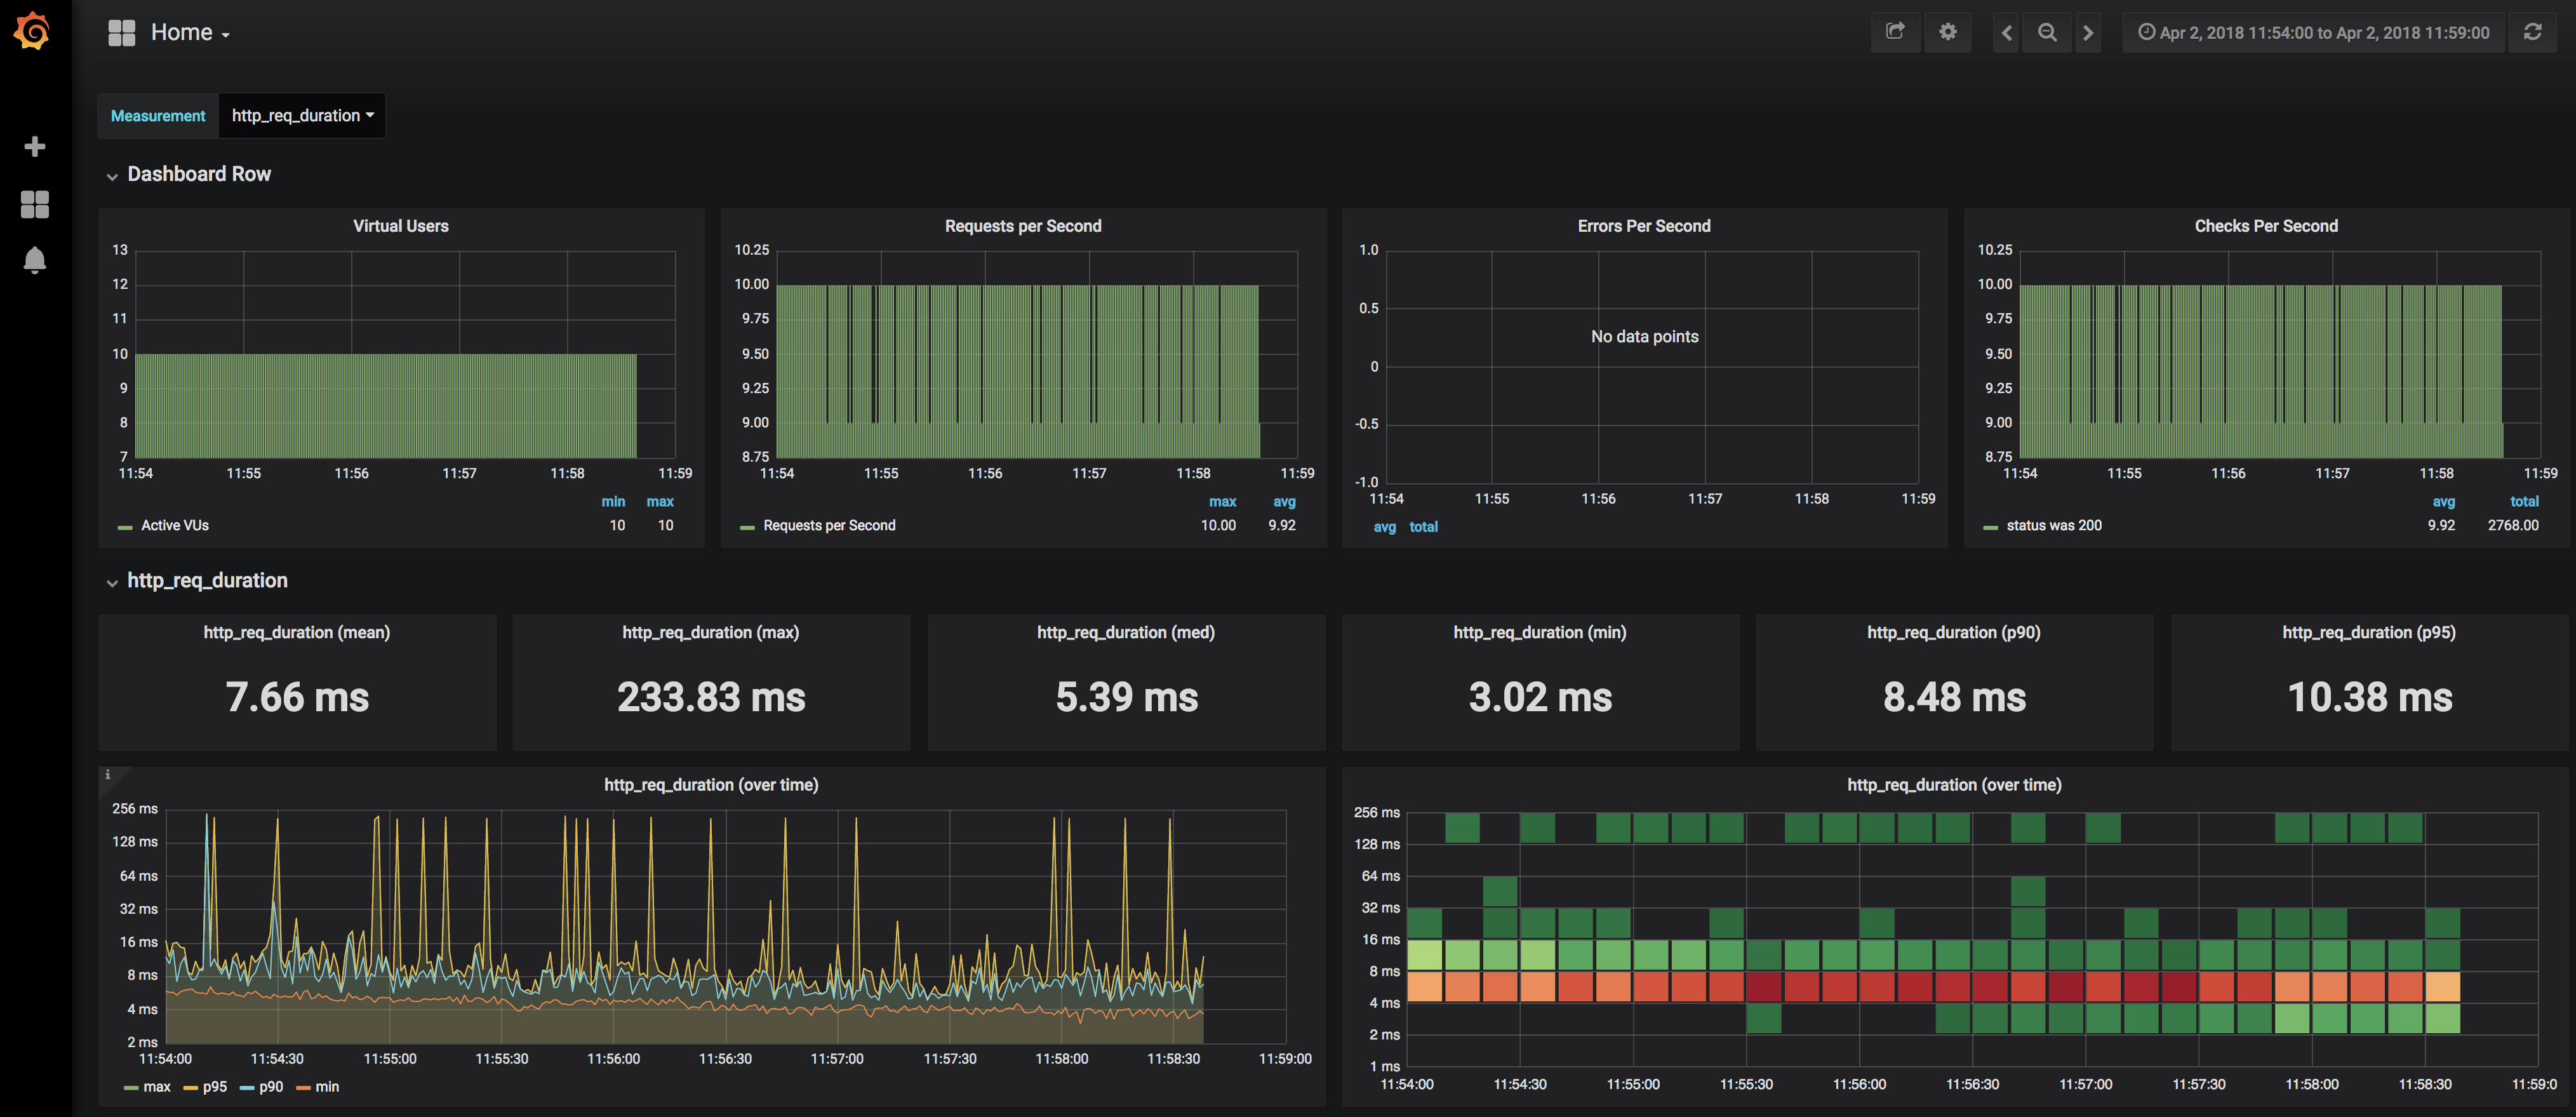 Home
Apr 2, 2018 11:54:00 to Apr 2, 2018 11:59:00
Measurement http_req_duration
Dashboard Row
Virtual Users
13
12
11
10
9
8
7
11:54 11:55 11:56 11:57 11:58 11:59
min max
Active VUs 10 10
Requests per Second
10.25
10.00
9.75
9.50
9.25
9.00
8.75
11:54 11:55 11:56 11:57 11:58 11:59
max avg
Requests per Second 10.00 9.92
Errors Per Second
1.0
0.5
No data points
0
-0.5
-1.0
11:54 11:55 11:56 11:57 11:58 11:59
avg total
Checks Per Second
10.25
10.00
9.75
9.50
9.25
9.00
8.75
11:54 11:55 11:56 11:57 11:58 11:59
avg total
status was 200 9.92 2768.00
http_req_duration
http_req_duration (mean)
7.66 ms
http_req_duration (max)
233.83 ms
http_req_duration (med)
5.39 ms
http_req_duration (min)
3.02 ms
http_req_duration (p90)
8.48 ms
http_req_duration (p95)
10.38 ms
i
http_req_duration (over time)
256 ms
128 ms
64 ms
32 ms
16 ms
8 ms
4 ms
2 ms
11:54:00 11:54:30 11:55:00 11:55:30 11:56:00 11:56:30 11:57:00 11:57:30 11:58:00 11:58:30 11:59:00
max p95 p90 min
http_req_duration (over time)
256 ms
128 ms
64 ms
32 ms
16 ms
8 ms
4 ms
2 ms
1 ms
11:54:00 11:54:30 11:55:00 11:55:30 11:56:00 11:56:30 11:57:00 11:57:30 11:58:00 11:58:30 11:59:0